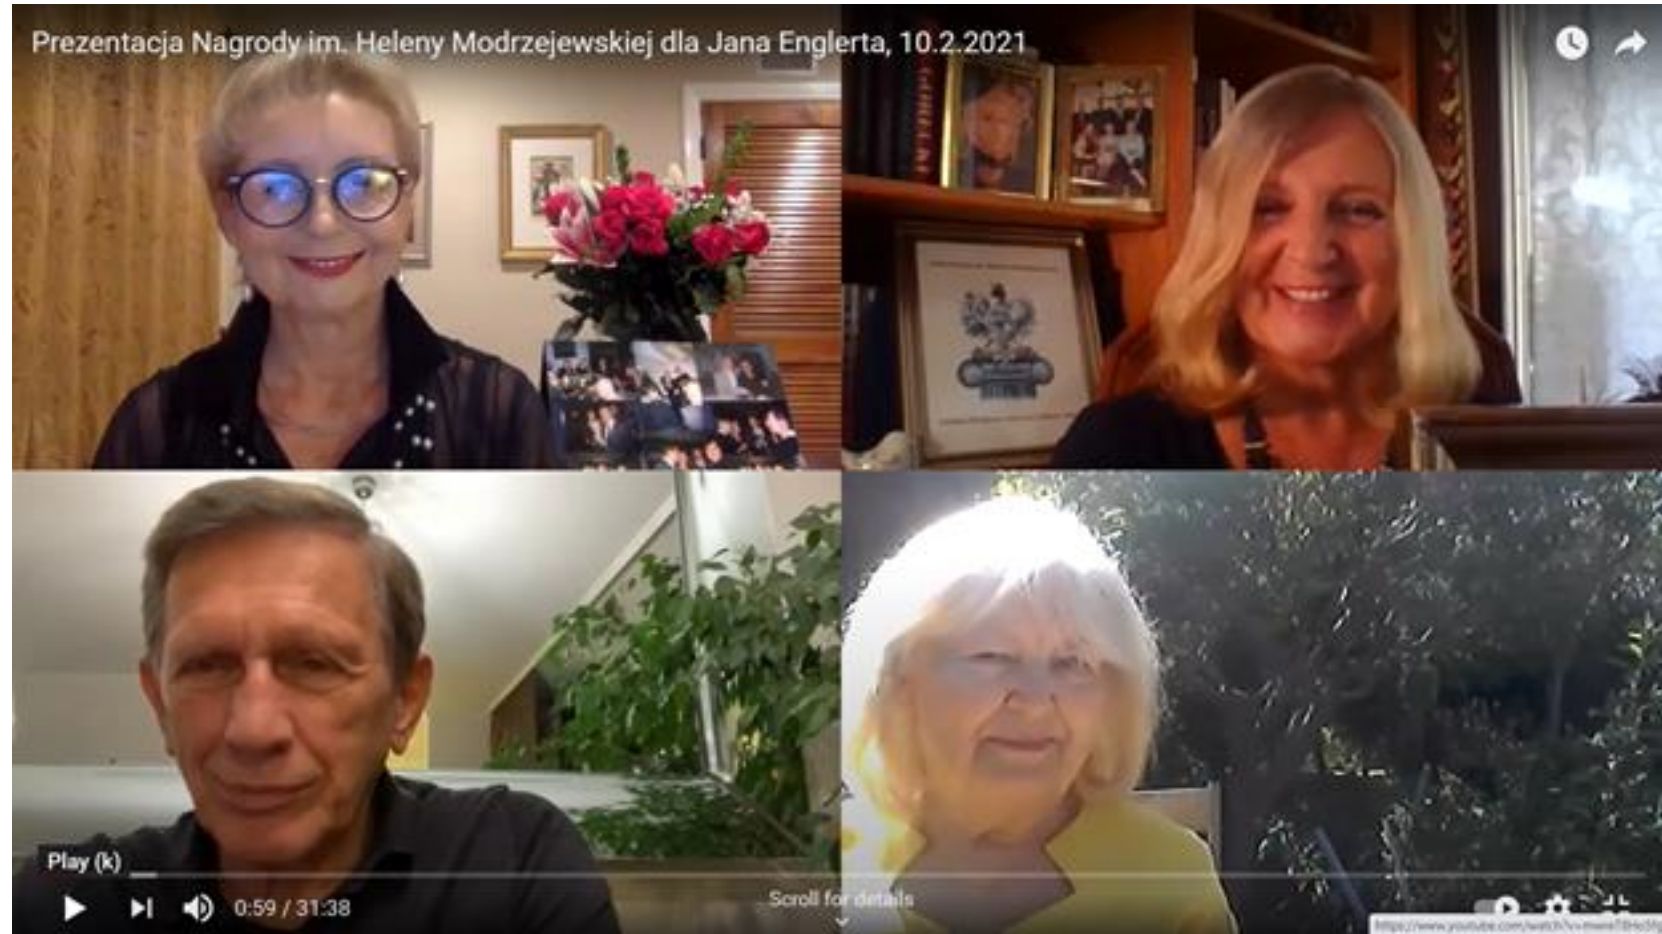 Prezentacja Nagrody im. Heleny Modrzejewskiej dla Jana Englerta, 10.2.2021
Play (k)
0:59 / 31:38
Scroll for details